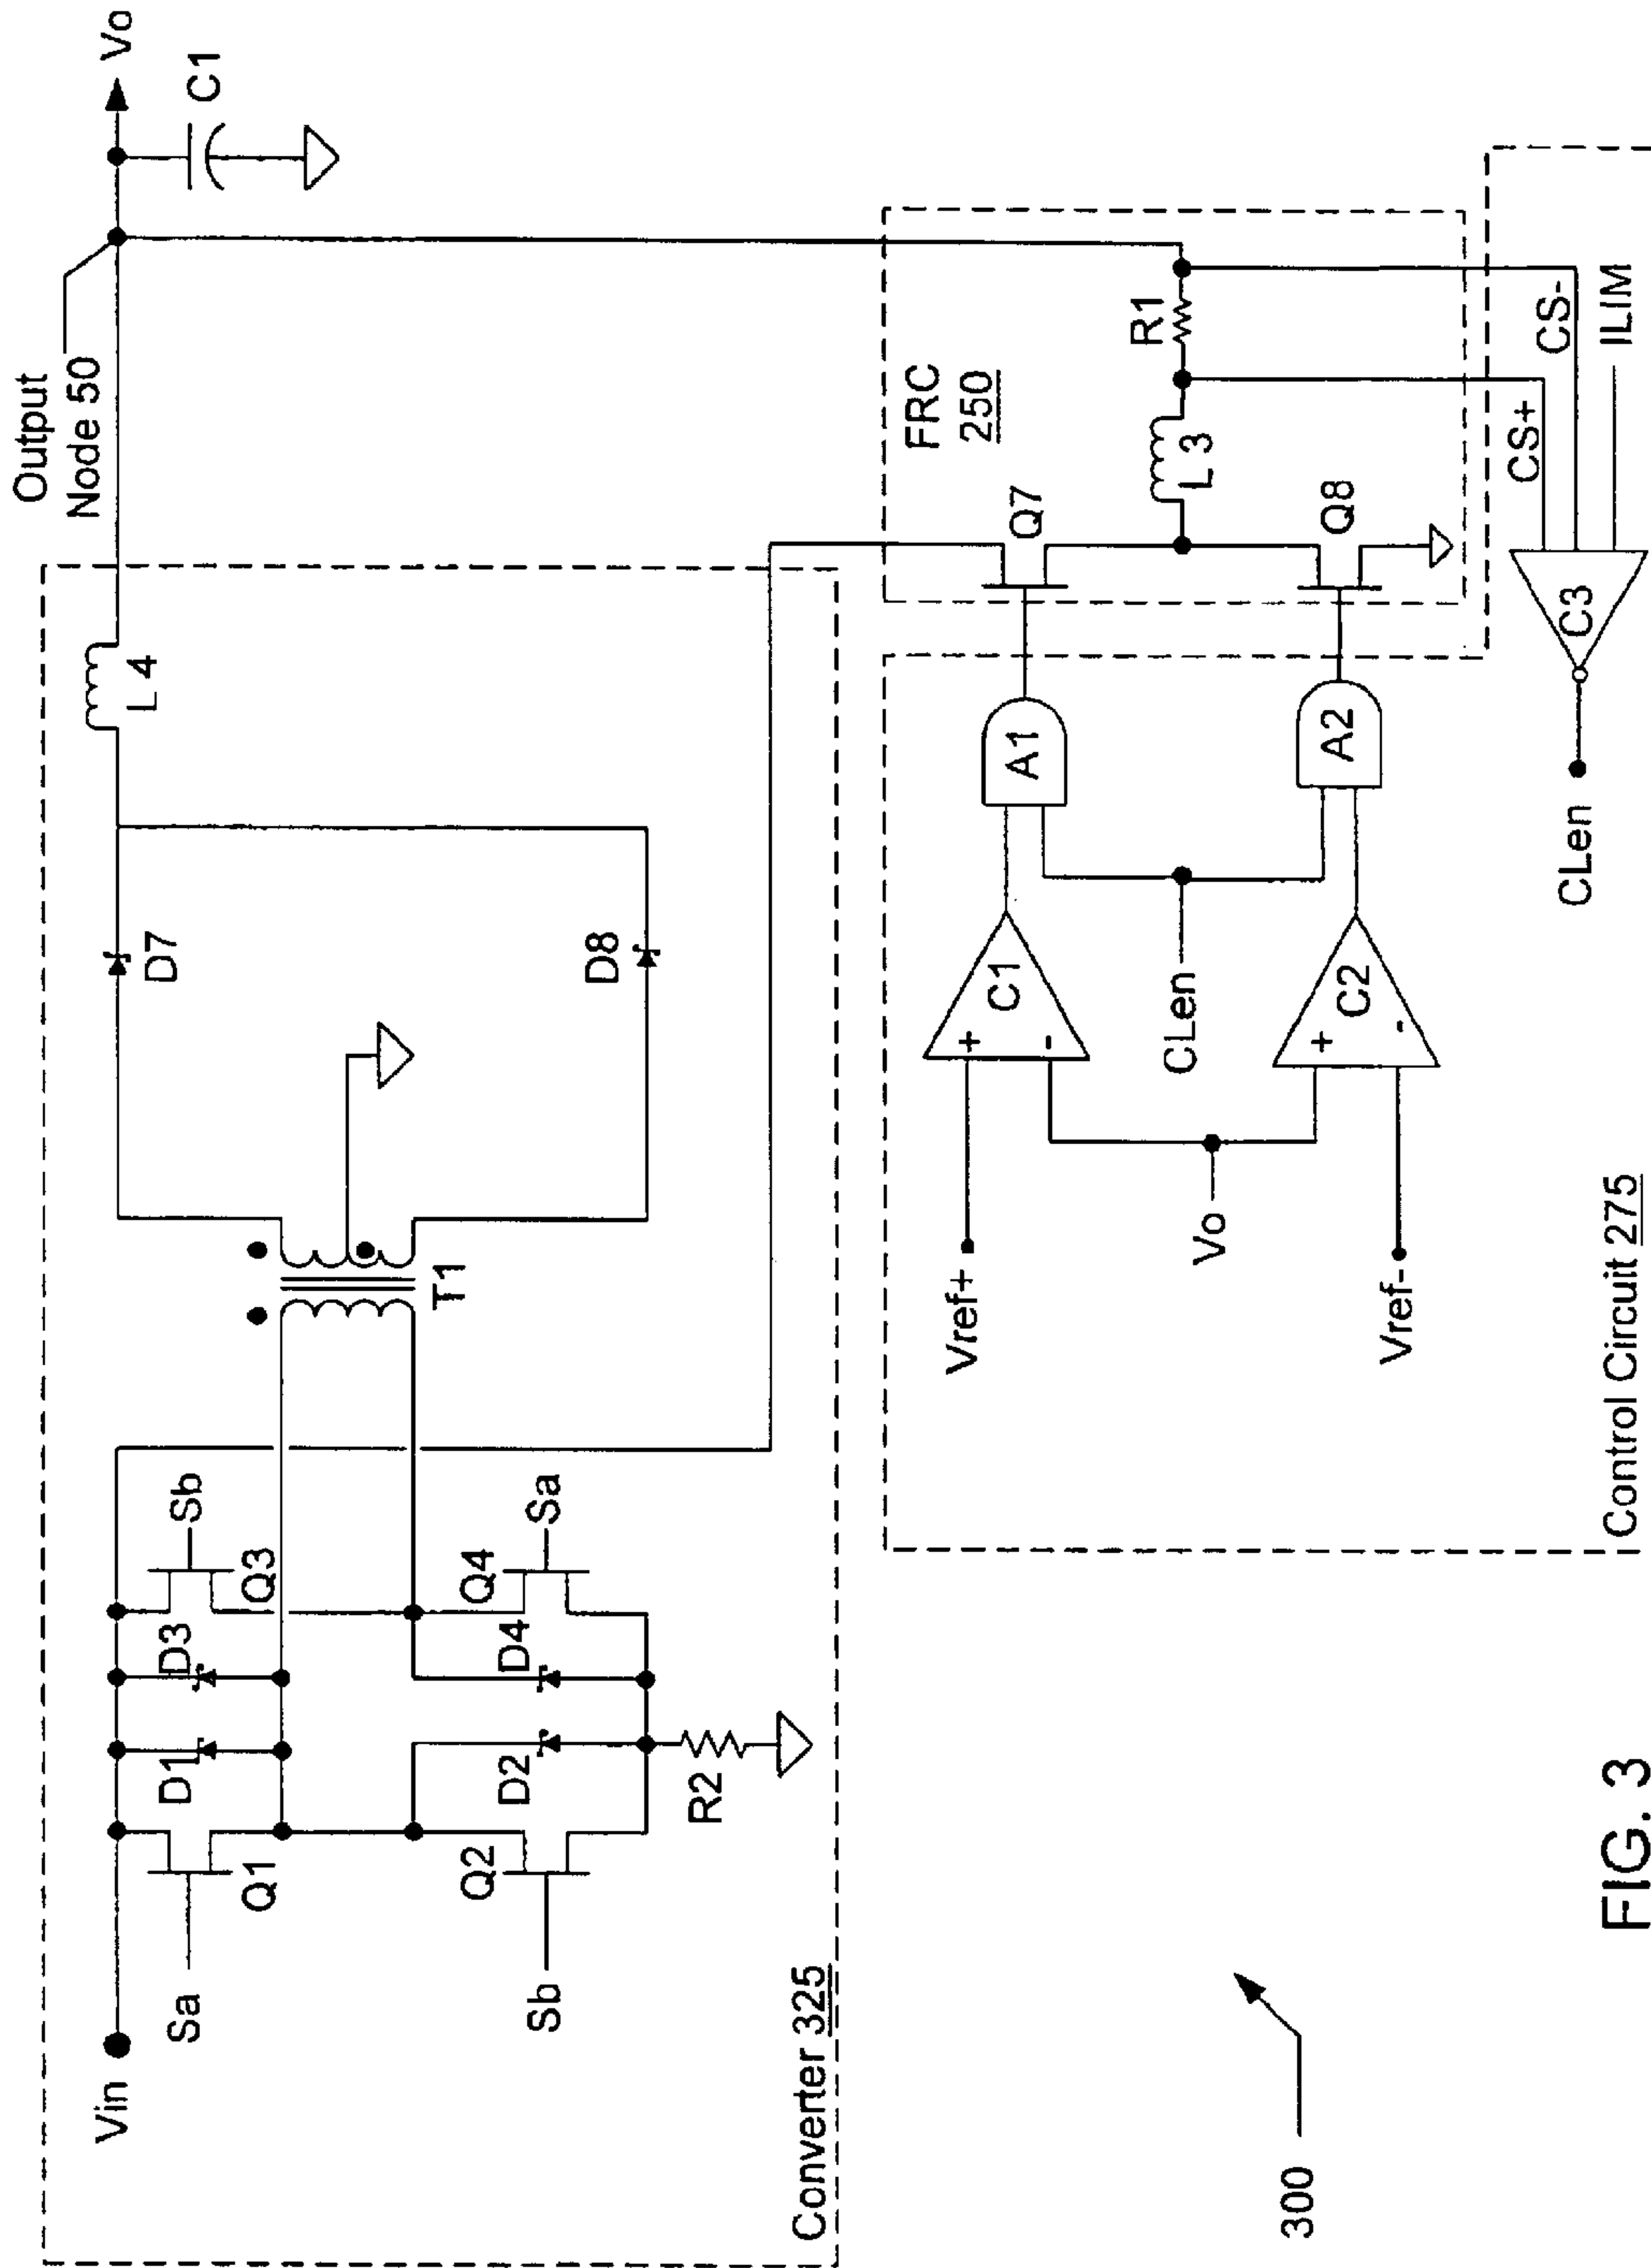 Output
Node 50
Vo
C1
L 4
D7
D8
T1
Vin
Sa
Q1
D1
D3
Q3
Sb
Sb
Q2
D2
D4
Q4
Sa
R2
Converter 325
FRC
250
Q7
L 3
R1
Q8
CS+
CS-
ILIM
C3
CLen
A1
A2
C1
+
-
CLen
C2
+
-
Vref+
Vo
Vref-
Control Circuit 275
300
FIG. 3